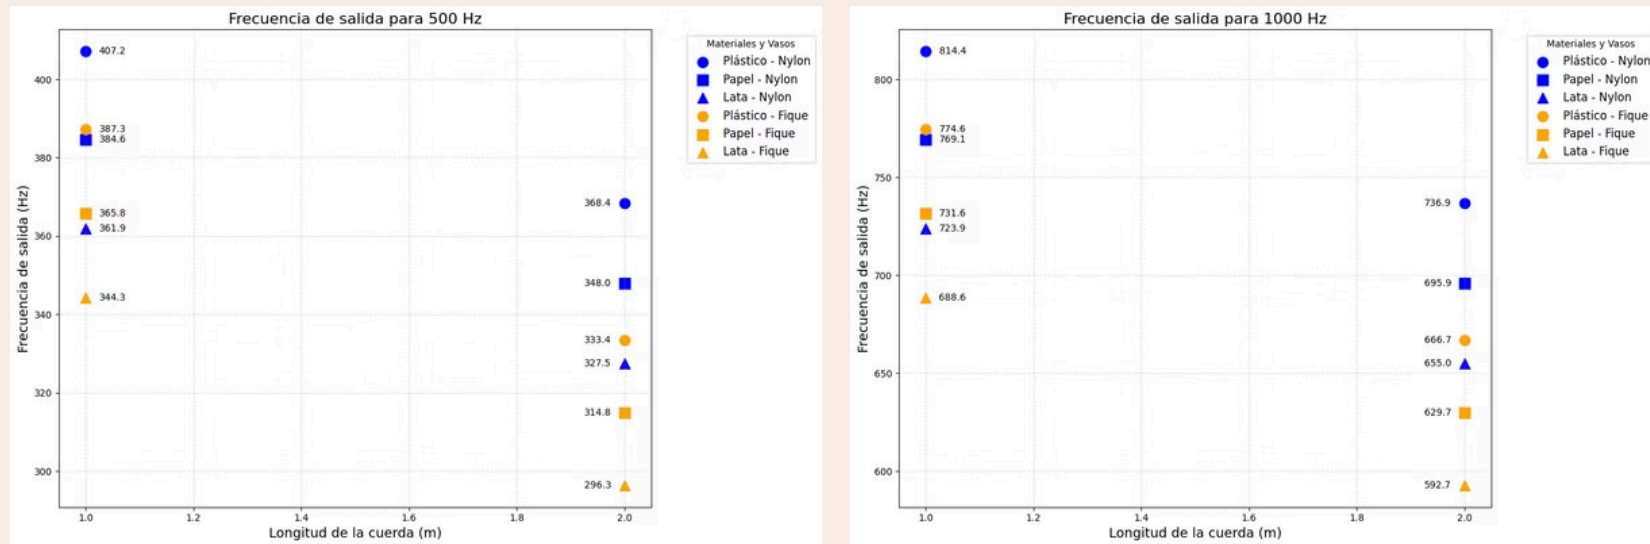 Frecuencia de salida para 500 Hz
Frecuencia de salida (Hz)
400
380
360
340
320
300
407.2
387.3
384.6
365.8
361.9
344.3
368.4
348.0
333.4
327.5
314.8
296.3
1.0 1.2 1.4 1.6 1.8 2.0
Longitud de la cuerda (m)
Materiales y Vasos
Plástico - Nylon
Papel - Nylon
Lata - Nylon
Plástico - Fique
Papel - Fique
Lata - Fique
Frecuencia de salida para 1000 Hz
Frecuencia de salida (Hz)
800
750
700
650
600
814.4
774.6
769.1
731.6
723.9
688.6
736.9
695.9
666.7
655.0
629.7
592.7
1.0 1.2 1.4 1.6 1.8 2.0
Longitud de la cuerda (m)
Materiales y Vasos
Plástico - Nylon
Papel - Nylon
Lata - Nylon
Plástico - Fique
Papel - Fique
Lata - Fique